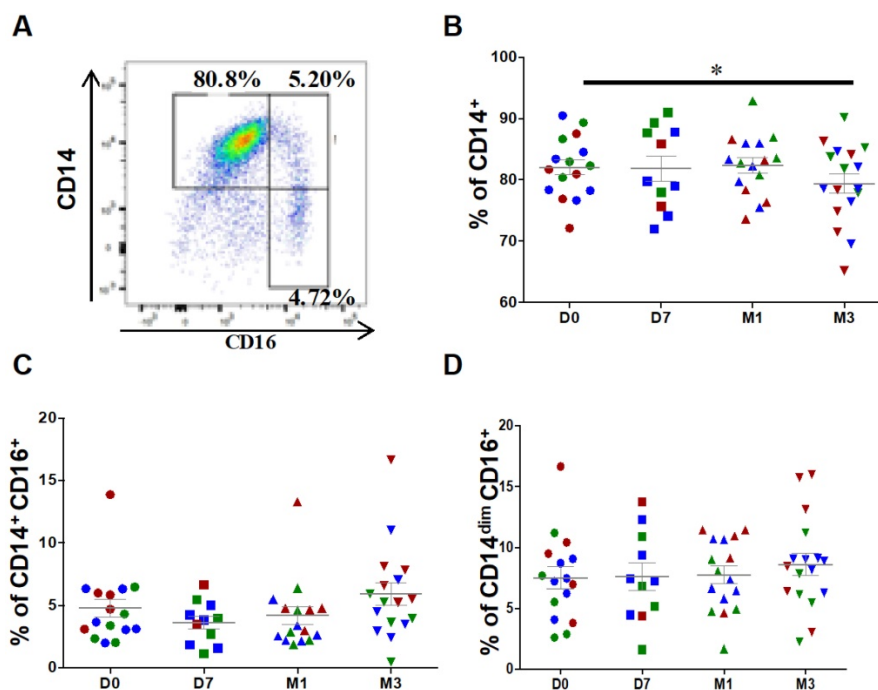 A
80.8% 5.20%
CD14
4.72%
CD16
B
*
% of CD14+
100
90
80
70
60
D0 D7 M1 M3
C
% of CD14+ CD16+
20
15
10
5
0
D0 D7 M1 M3
D
% of CD14dim CD16+
20
15
10
5
0
D0 D7 M1 M3